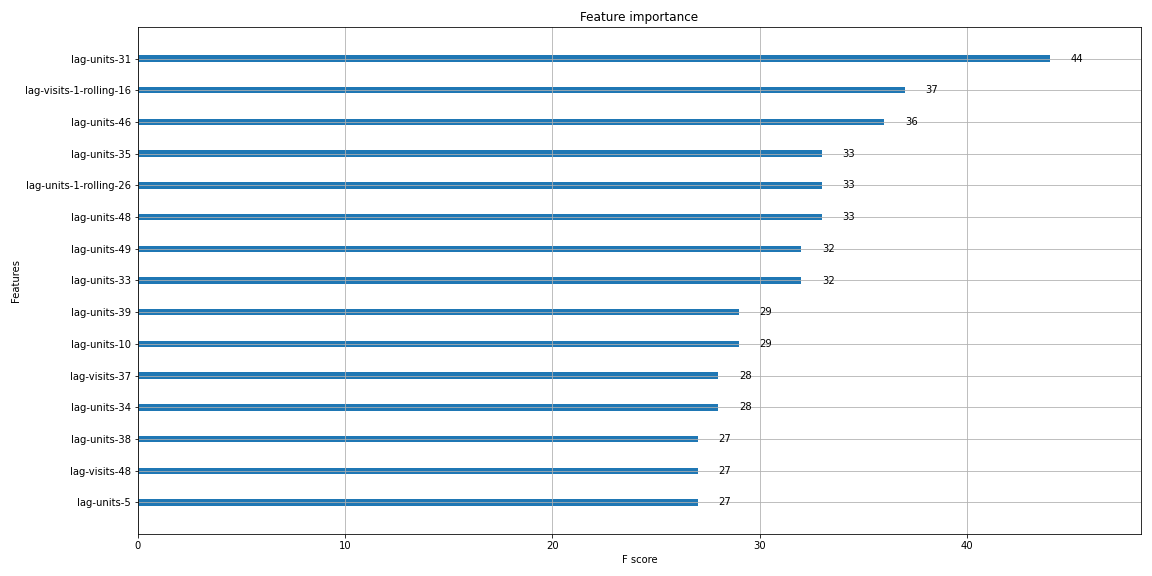 Feature importance
lag-units-31 44
lag-visits-1-rolling-16 37
lag-units-46 36
lag-units-35 33
lag-units-1-rolling-26 33
lag-units-48 33
lag-units-49 32
lag-units-33 32
lag-units-39 29
lag-units-10 29
lag-visits-37 28
lag-units-34 28
lag-units-38 27
lag-visits-48 27
lag-units-5 27
Features
0 10 20 30 40
F score